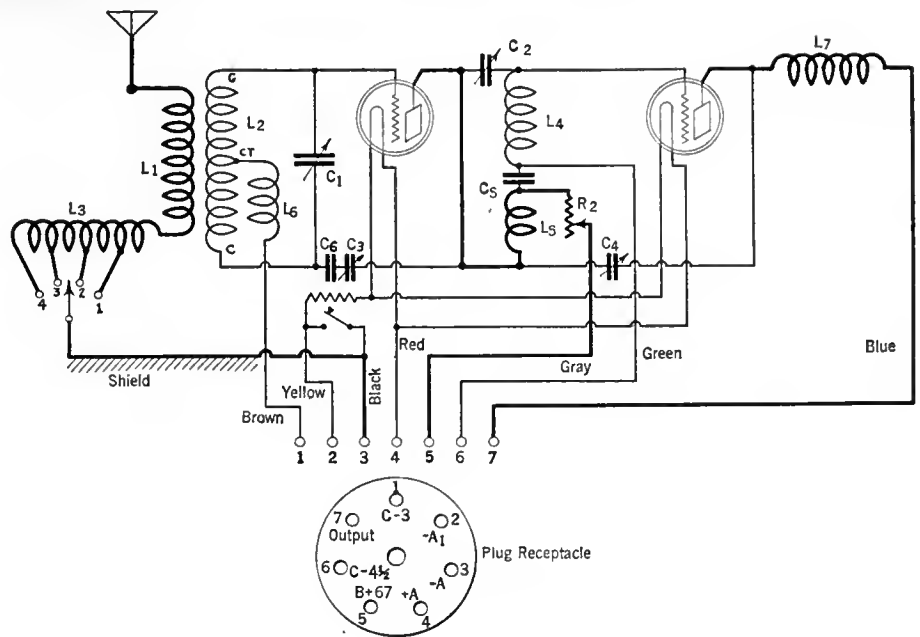 C 2
L7
G
L2
L4
CT
L1
C1
C5
R2
L6
L3
L5
C
C6 C3
C4
4 3 2 1
Shield
Red
Black
Yellow
Brown
Gray
Green
Blue
1 2 3 4 5 6 7
1
C-3
7
Output
2
-A1
Plug Receptacle
6
C-4½
-A
3
B+67
+A
5
4